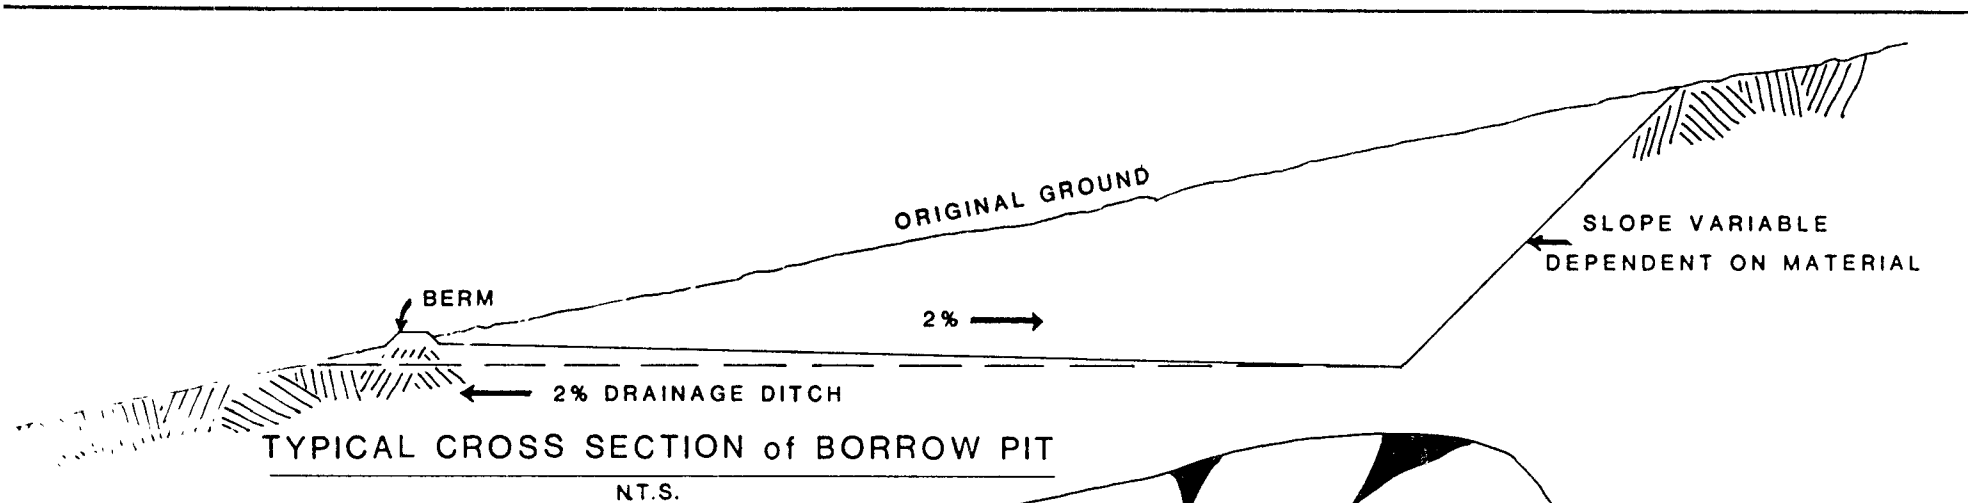 ORIGINAL GROUND
SLOPE VARIABLE
DEPENDENT ON MATERIAL
BERM
2%
2% DRAINAGE DITCH
TYPICAL CROSS SECTION of BORROW PIT
N.T.S.